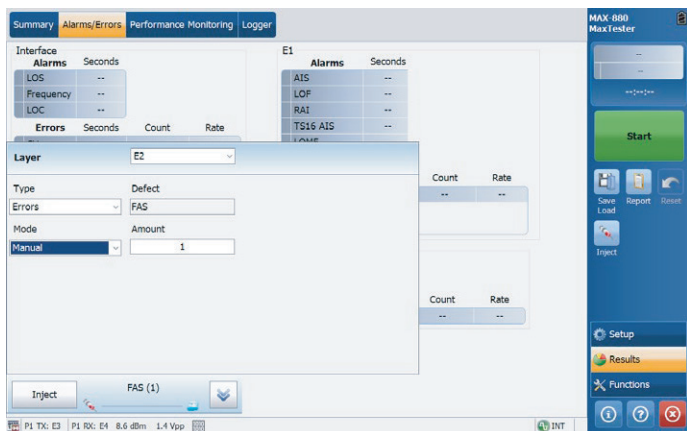 Summary Alarms/Errors Performance Monitoring Logger
MAX-880
MaxTester
Interface
Alarms Seconds
LOS --
Frequency --
LOC --
Errors Seconds Count Rate
E1
Alarms Seconds
AIS --
LOF --
RAI --
TS16 AIS --
Count Rate
-- --
Count Rate
-- --
Layer E2
Type Defect
Errors FAS
Mode Amount
Manual 1
Inject FAS (1)
--
--
--:--:--
Start
Save
Load
Report
Reset
Inject
Setup
Results
Functions
P1 TX: E3 P1 RX: E4 8.6 dBm 1.4 Vpp
INT